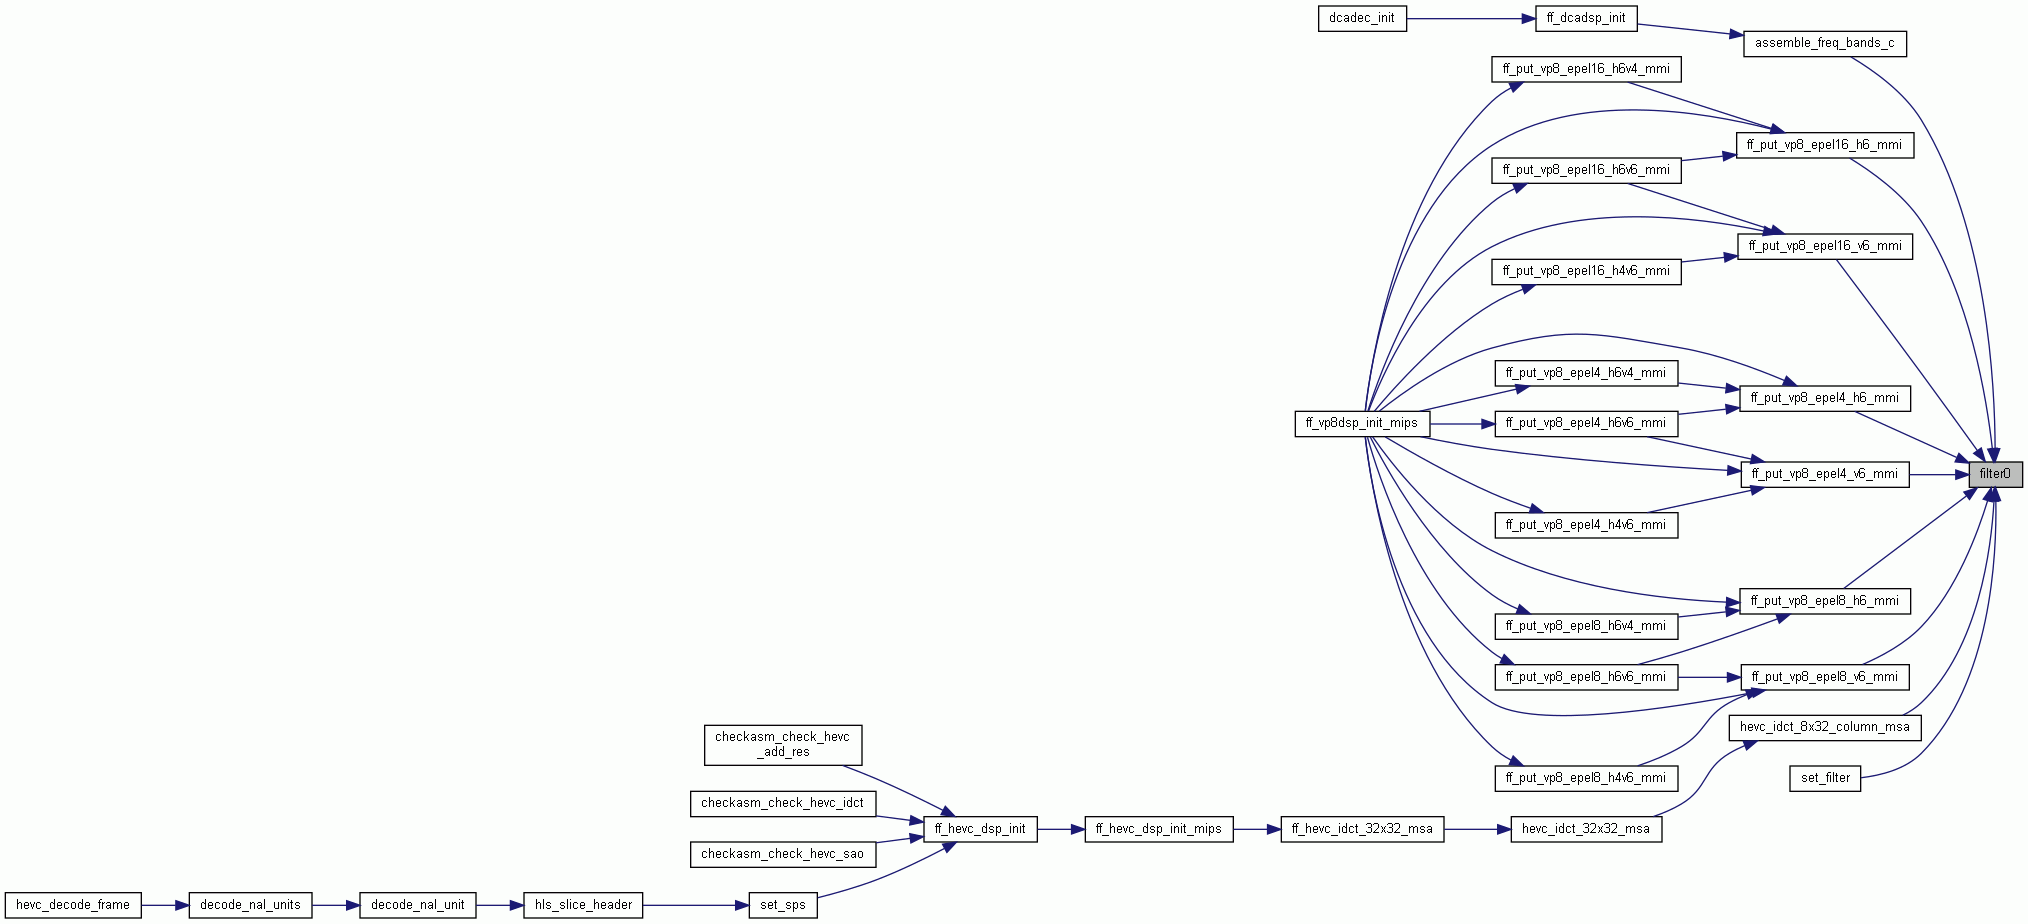 dcadec_init
ff_dcadsp_init
assemble_freq_bands_c
ff_put_vp8_epel16_h6v4_mmi
ff_put_vp8_epel16_h6_mmi
ff_put_vp8_epel16_h6v6_mmi
ff_put_vp8_epel16_v6_mmi
ff_put_vp8_epel16_h4v6_mmi
ff_put_vp8_epel4_h6v4_mmi
ff_put_vp8_epel4_h6_mmi
ff_vp8dsp_init_mips
ff_put_vp8_epel4_h6v6_mmi
ff_put_vp8_epel4_v6_mmi
filter0
ff_put_vp8_epel4_h4v6_mmi
ff_put_vp8_epel8_h6_mmi
ff_put_vp8_epel8_h6v4_mmi
ff_put_vp8_epel8_h6v6_mmi
ff_put_vp8_epel8_v6_mmi
hevc_idct_8x32_column_msa
checkasm_check_hevc
_add_res
ff_put_vp8_epel8_h4v6_mmi
set_filter
checkasm_check_hevc_idct
ff_hevc_dsp_init
ff_hevc_dsp_init_mips
ff_hevc_idct_32x32_msa
hevc_idct_32x32_msa
checkasm_check_hevc_sao
hevc_decode_frame
decode_nal_units
decode_nal_unit
hls_slice_header
set_sps